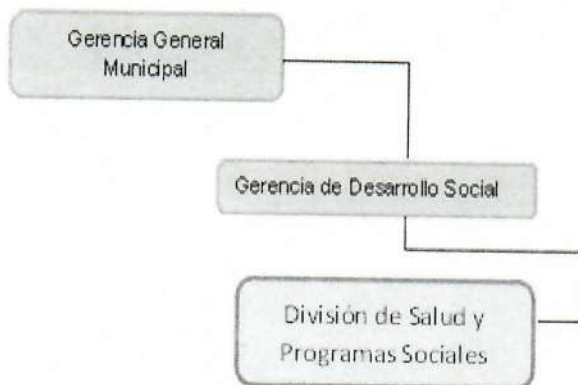 Gerencia General
Municipal
Gerencia de Desarrollo Social
División de Salud y
Programas Sociales